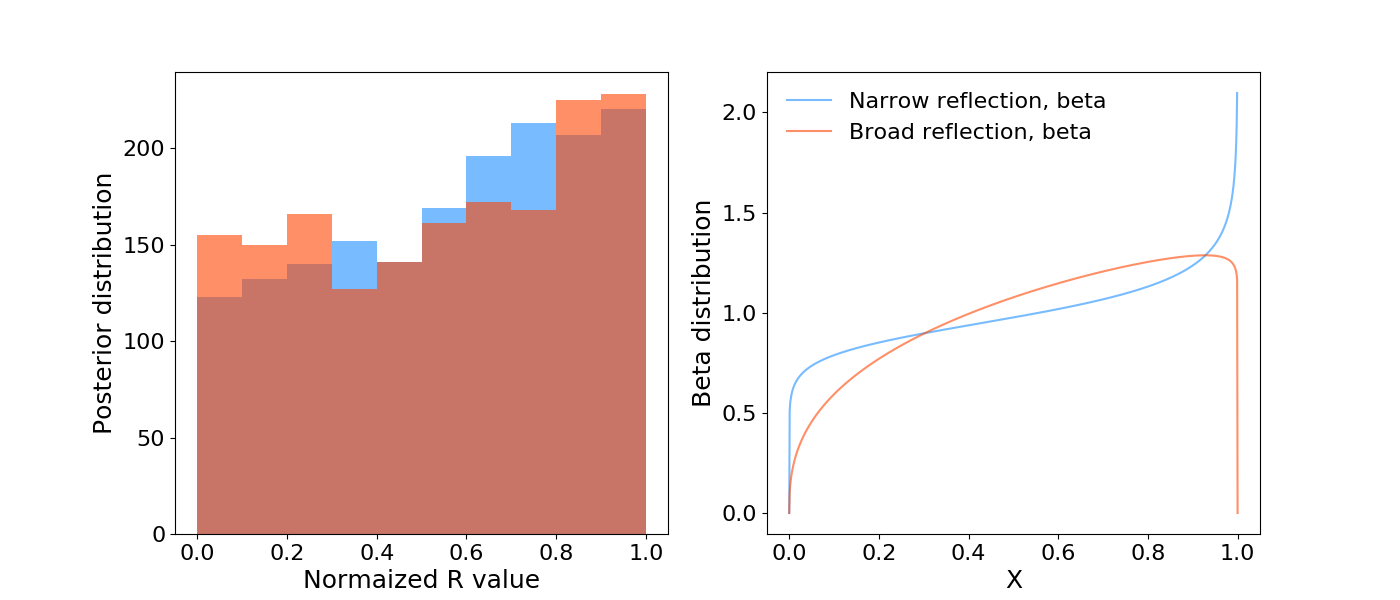 Posterior distribution
200
150
100
50
0
0.0 0.2 0.4 0.6 0.8 1.0
Normaized R value
Beta distribution
2.0
1.5
1.0
0.5
0.0
Narrow reflection, beta
Broad reflection, beta
0.0 0.2 0.4 0.6 0.8 1.0
X